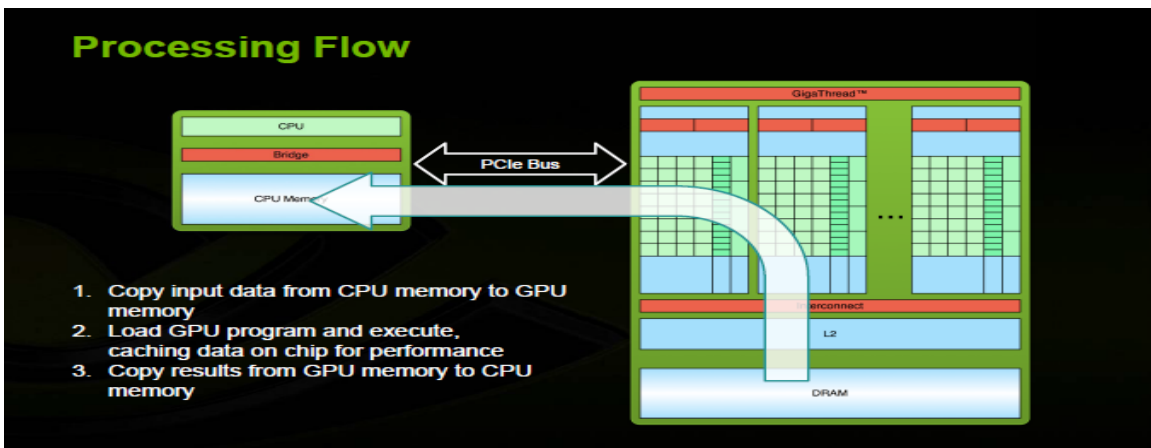 Processing Flow
GigaThread™
CPU
Bridge
PCIe Bus
CPU Memory
...
1. Copy input data from CPU memory to GPU
memory
2. Load GPU program and execute,
caching data on chip for performance
3. Copy results from GPU memory to CPU
memory
Interconnect
L2
DRAM